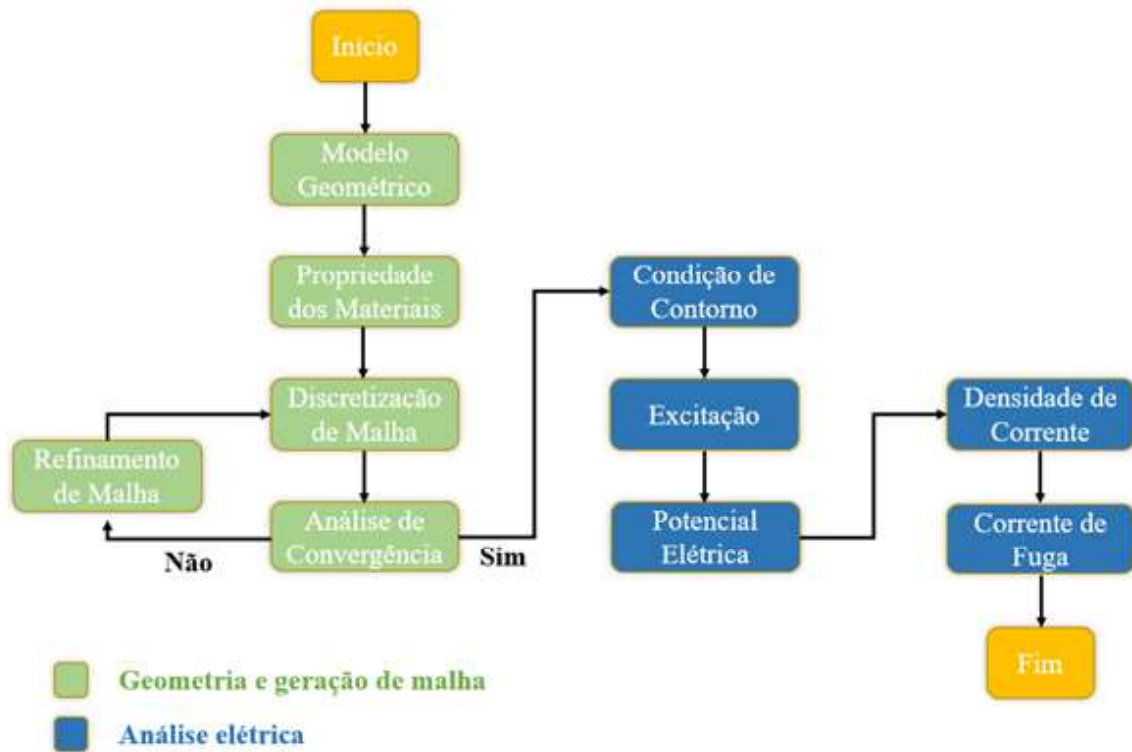 Início
Modelo
Geométrico
Propriedade
dos Materiais
Discretização
de Malha
Refinamento
de Malha
Análise de
Convergência
Não
Sim
Condição de
Contorno
Excitação
Potencial
Elétrica
Densidade de
Corrente
Corrente de
Fuga
Fim
Geometria e geração de malha
Análise elétrica